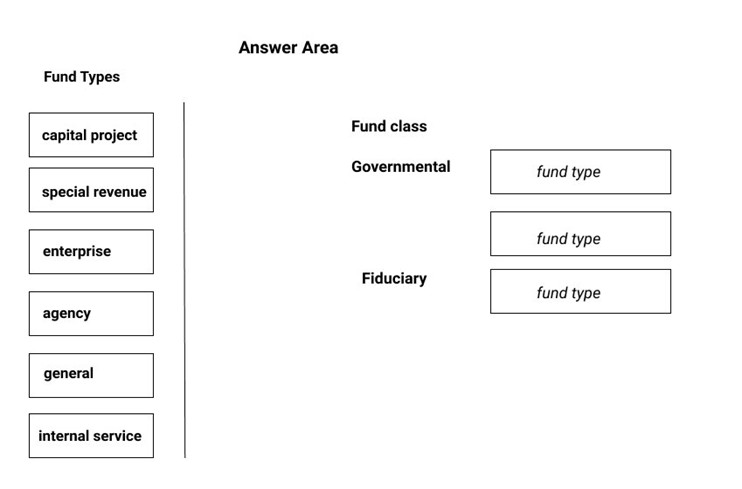 Answer Area
Fund Types
capital project
special revenue
enterprise
agency
general
internal service
Fund class
Governmental
fund type
fund type
Fiduciary
fund type